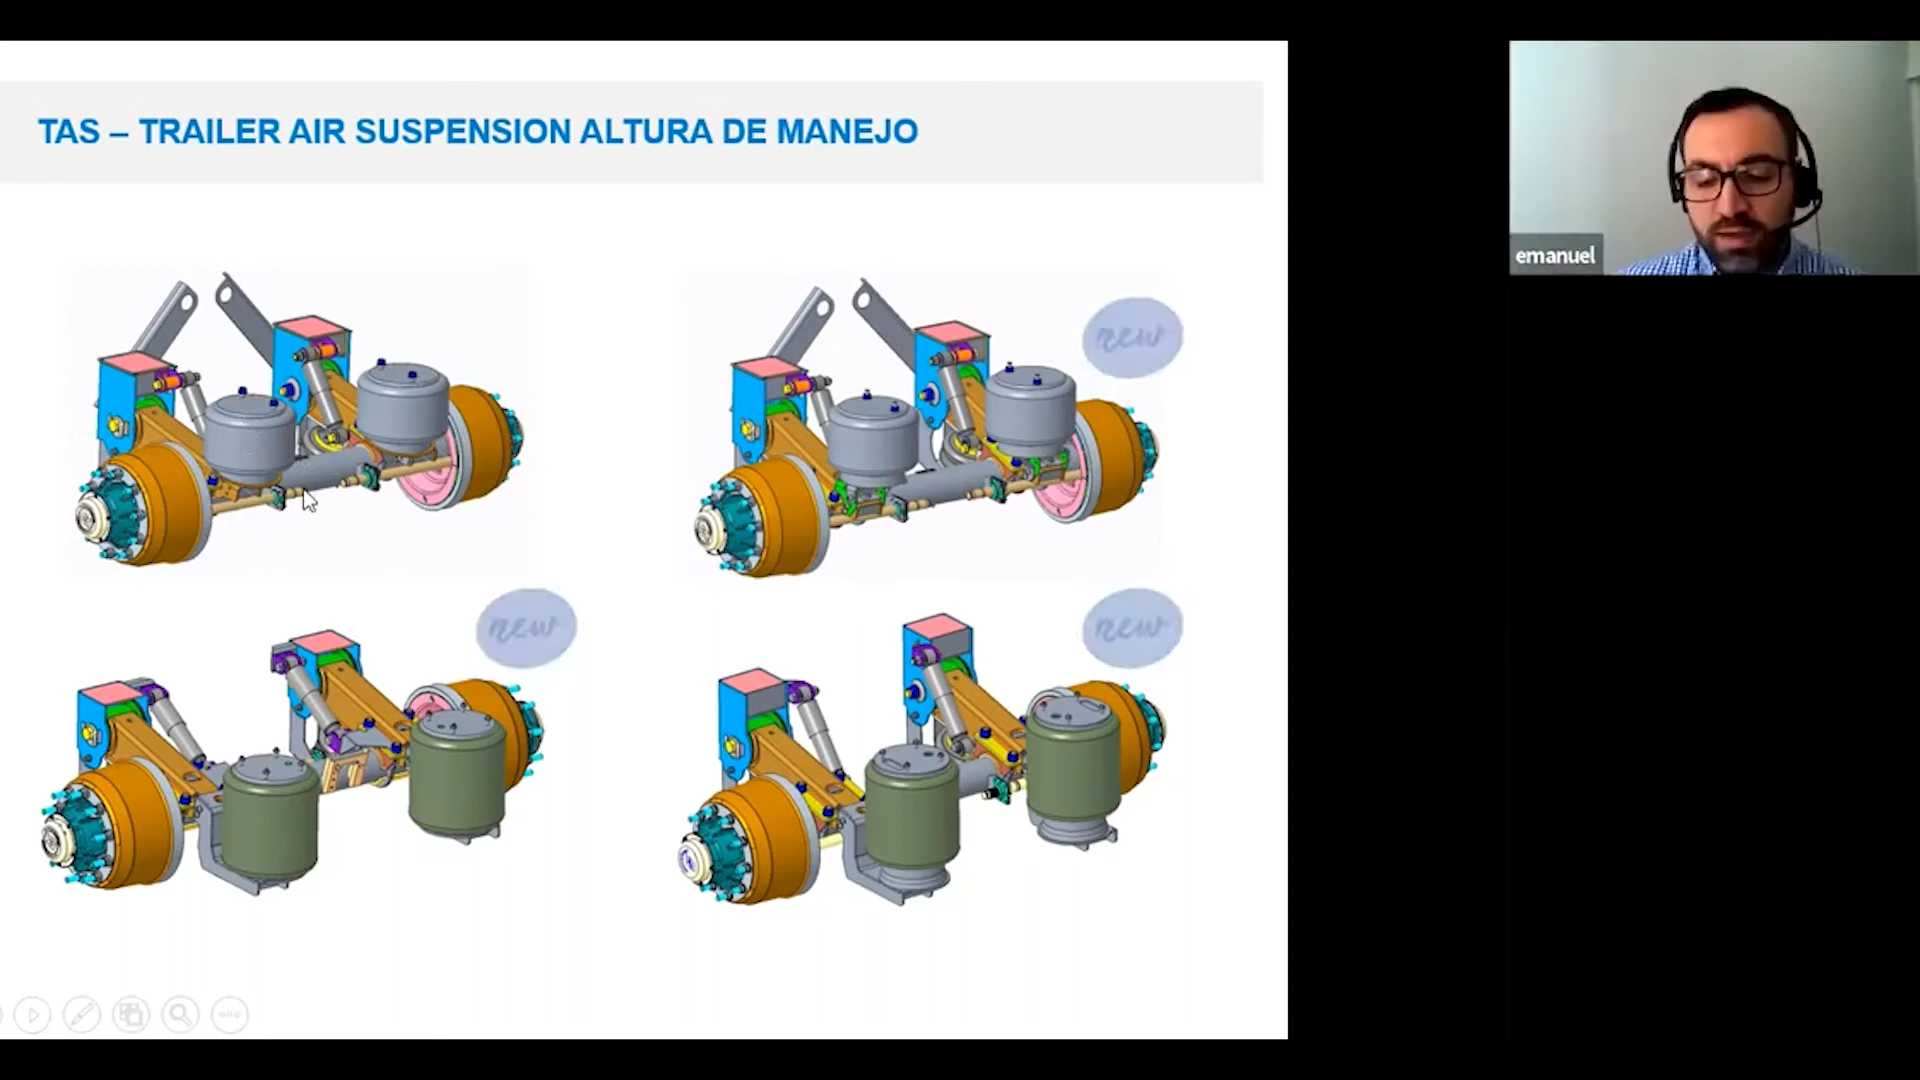 TAS – TRAILER AIR SUSPENSION ALTURA DE MANEJO
emanuel
new
new
new